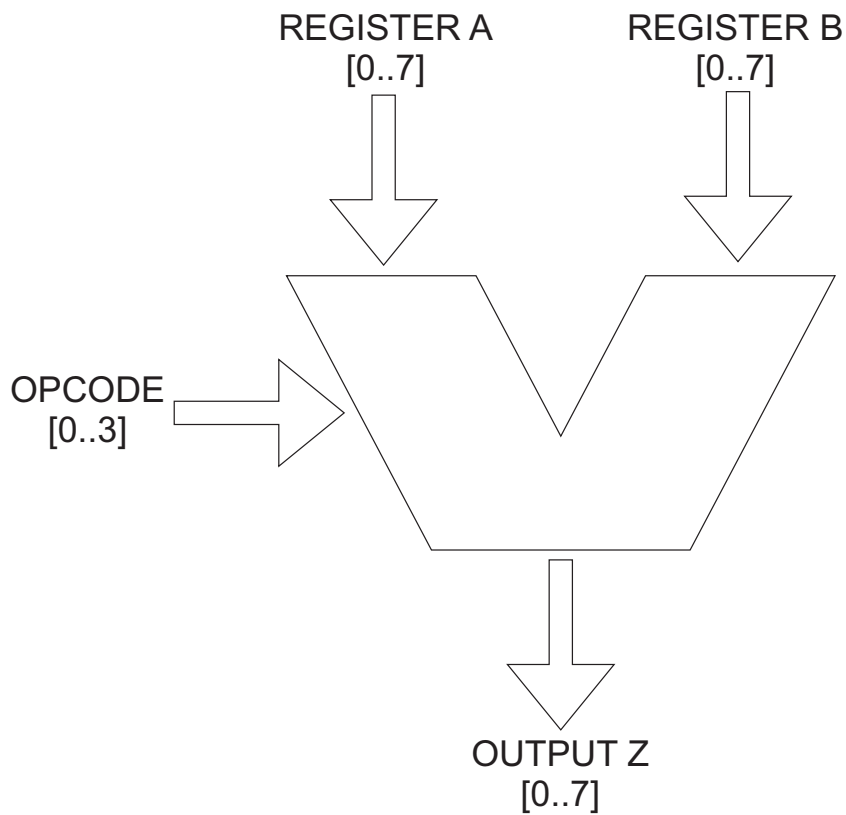 REGISTER A
[0..7]
REGISTER B
[0..7]
OPCODE
[0..3]
OUTPUT Z
[0..7]